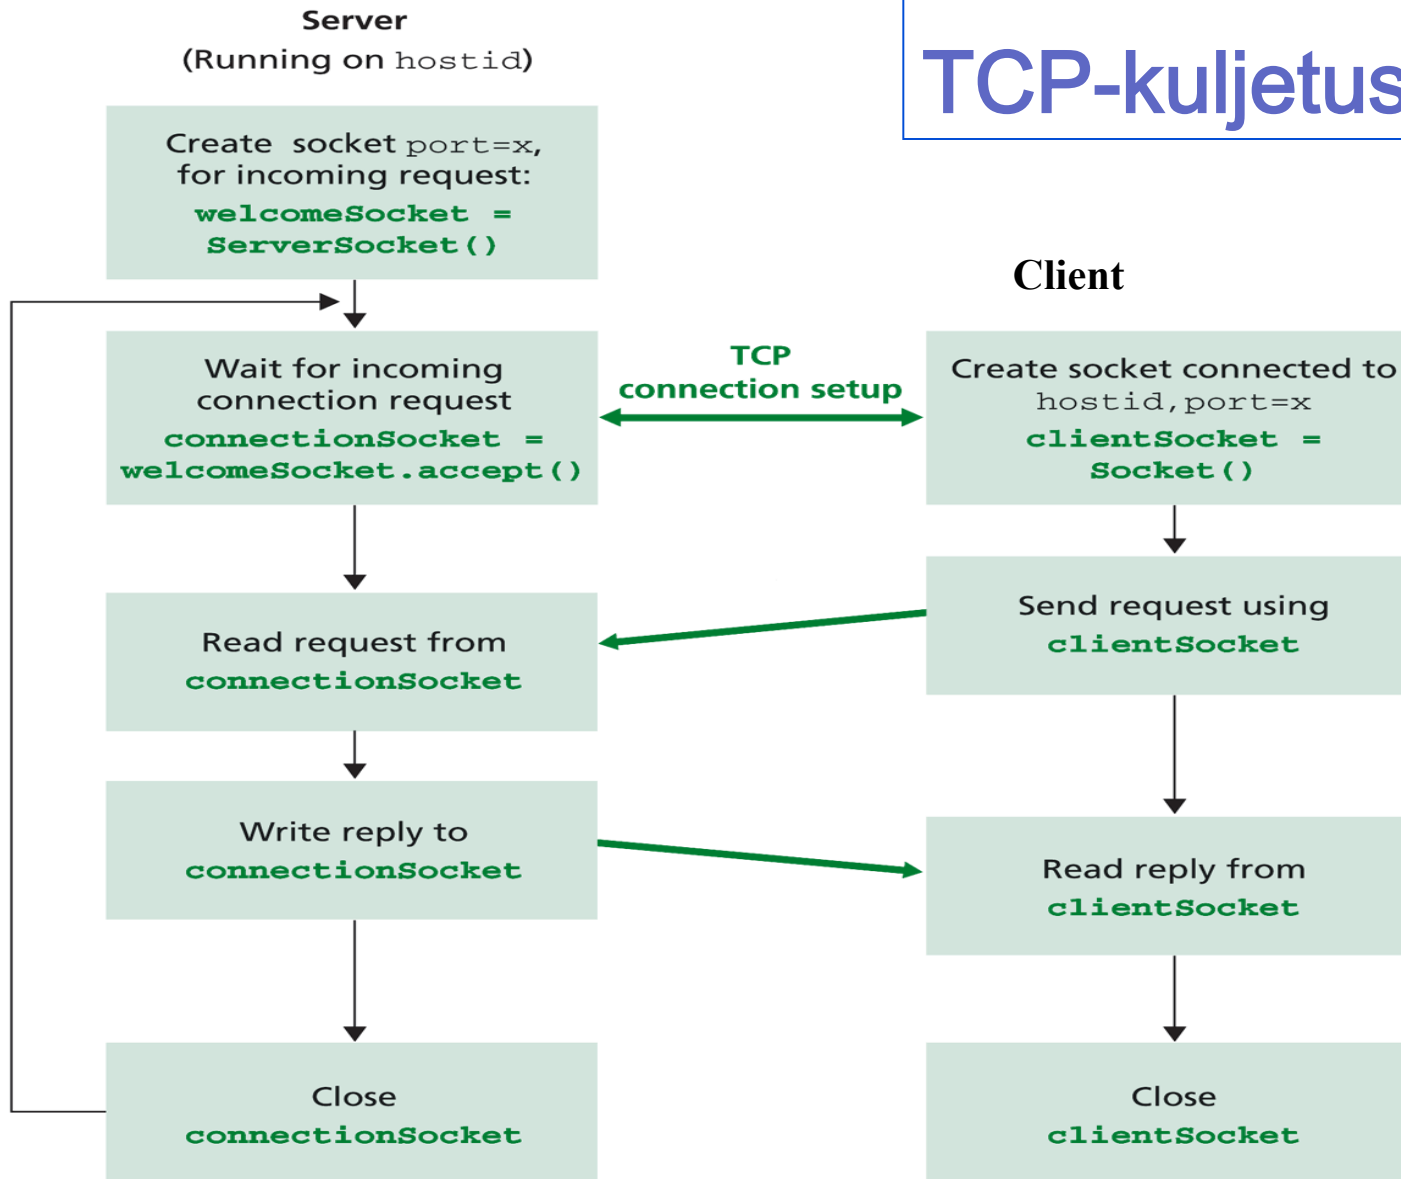 Server
(Running on hostid)
TCP-kuljetus
Create socket port=x,
for incoming request:
welcomeSocket =
ServerSocket()
Client
Wait for incoming
connection request
connectionSocket =
welcomeSocket.accept()
TCP
connection setup
Create socket connected to
hostid,port=x
clientSocket =
Socket()
Send request using
clientSocket
Read request from
connectionSocket
Write reply to
connectionSocket
Read reply from
clientSocket
Close
connectionSocket
Close
clientSocket